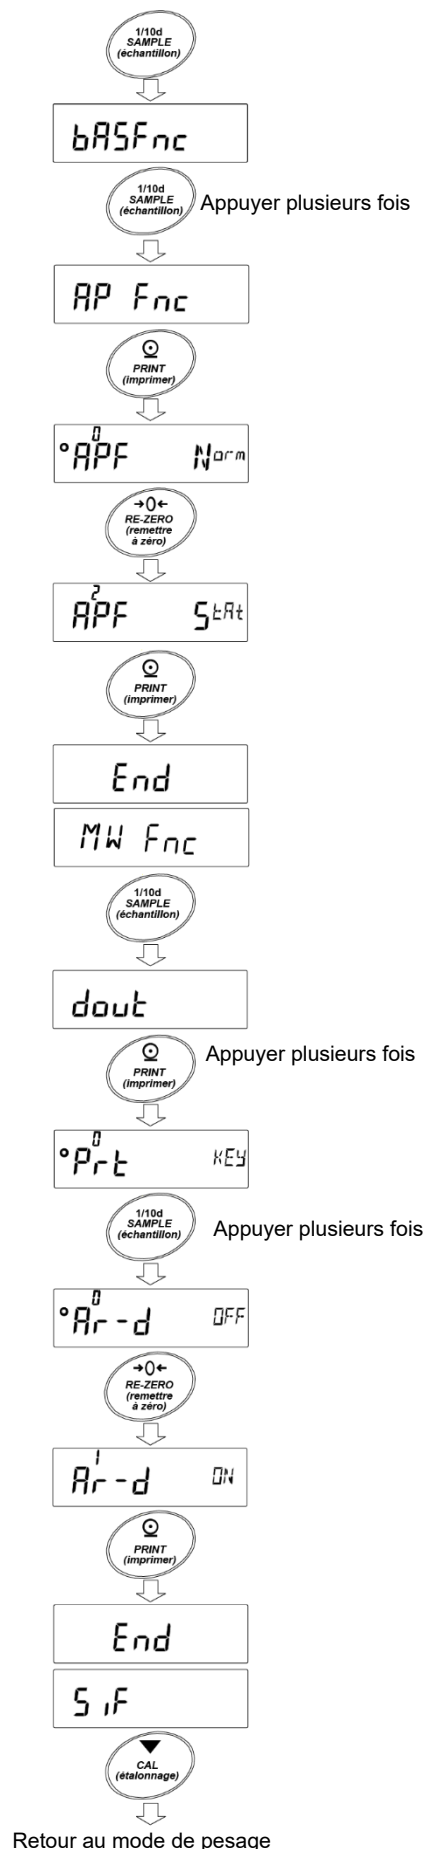 1/10d
SAMPLE
(échantillon)
bASFnc
1/10d
SAMPLE
(échantillon)
Appuyer plusieurs fois
AP Fnc
PRINT
(imprimer)
0
°APF Norm
→0←
RE-ZERO
(remettre
à zéro)
2
APF StAt
PRINT
(imprimer)
End
MW Fnc
1/10d
SAMPLE
(échantillon)
dout
Appuyer plusieurs fois
PRINT
(imprimer)
0
°Prt KEY
1/10d
SAMPLE
(échantillon)
Appuyer plusieurs fois
0
°Ar-d OFF
→0←
RE-ZERO
(remettre
à zéro)
1
Ar-d ON
PRINT
(imprimer)
End
S iF
CAL
(étalonnage)
Retour au mode de pesage